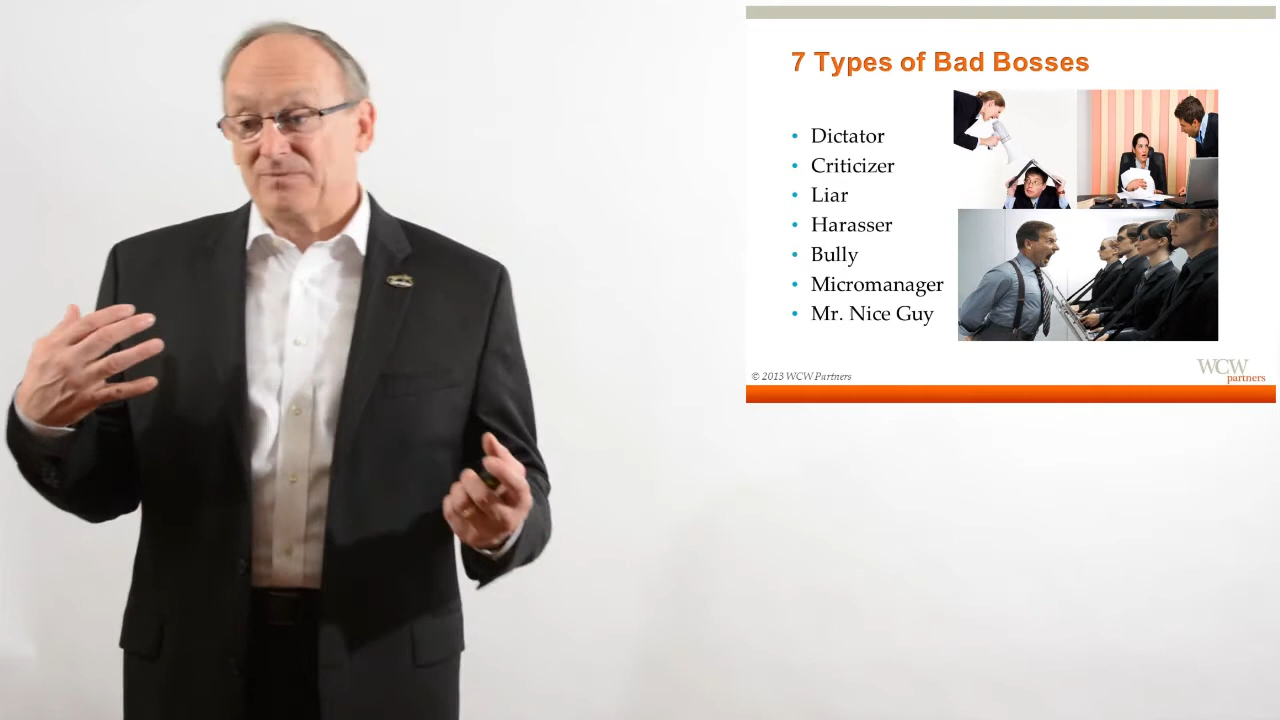 7 Types of Bad Bosses
• Dictator
• Criticizer
• Liar
• Harasser
• Bully
• Micromanager
• Mr. Nice Guy
© 2013 WCW Partners
WCW
partners